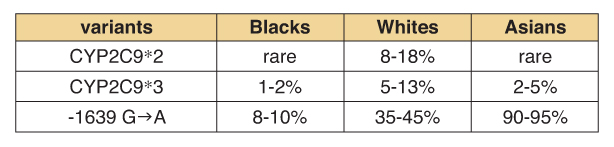 variants Blacks Whites Asians
CYP2C9*2 rare 8-18% rare
CYP2C9*3 1-2% 5-13% 2-5%
-1639 G→A 8-10% 35-45% 90-95%